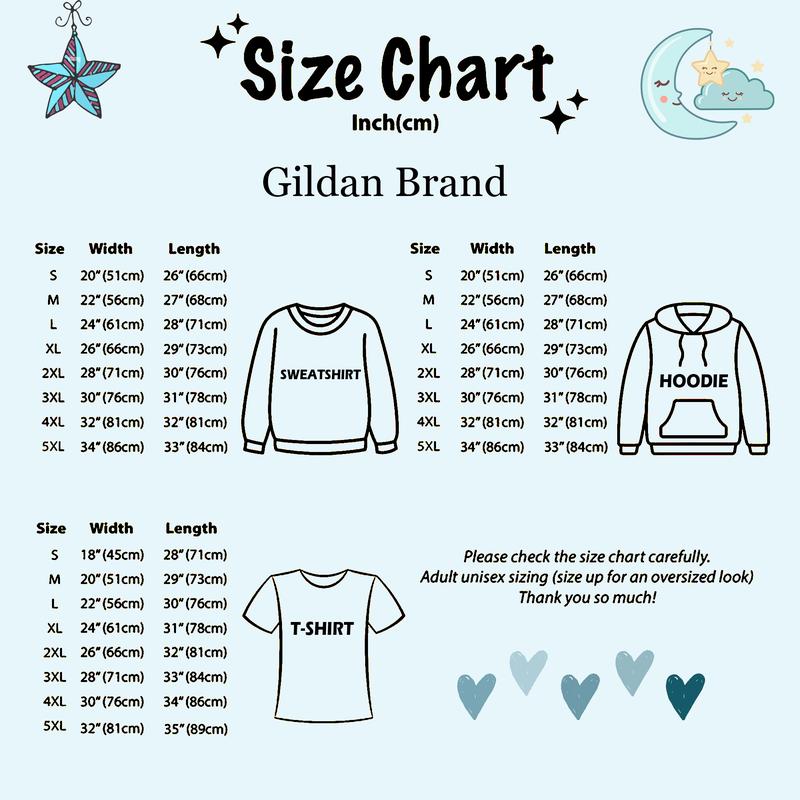 Size Chart
Inch(cm)
Gildan Brand
Size Width Length
S 20”(51cm) 26”(66cm)
M 22”(56cm) 27”(68cm)
L 24”(61cm) 28”(71cm)
XL 26”(66cm) 29”(73cm)
2XL 28”(71cm) 30”(76cm)
3XL 30”(76cm) 31”(78cm)
4XL 32”(81cm) 32”(81cm)
5XL 34”(86cm) 33”(84cm)
SWEATSHIRT
Size Width Length
S 20”(51cm) 26”(66cm)
M 22”(56cm) 27”(68cm)
L 24”(61cm) 28”(71cm)
XL 26”(66cm) 29”(73cm)
2XL 28”(71cm) 30”(76cm)
3XL 30”(76cm) 31”(78cm)
4XL 32”(81cm) 32”(81cm)
5XL 34”(86cm) 33”(84cm)
HOODIE
Size Width Length
S 18”(45cm) 28”(71cm)
M 20”(51cm) 29”(73cm)
L 22”(56cm) 30”(76cm)
XL 24”(61cm) 31”(78cm)
2XL 26”(66cm) 32”(81cm)
3XL 28”(71cm) 33”(84cm)
4XL 30”(76cm) 34”(86cm)
5XL 32”(81cm) 35”(89cm)
T-SHIRT
Please check the size chart carefully.
Adult unisex sizing (size up for an oversized look)
Thank you so much!